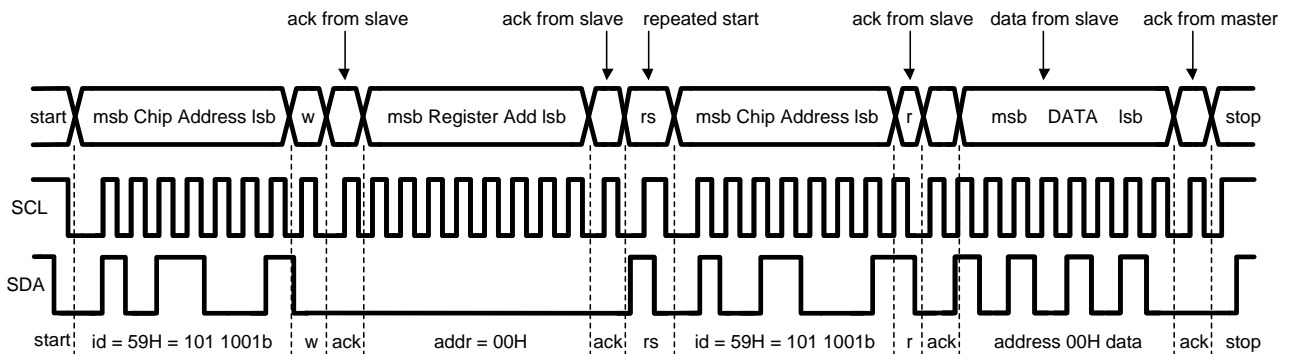 ack from slave ack from slave repeated start ack from slave data from slave ack from master
start msb Chip Address lsb w msb Register Add lsb rs msb Chip Address lsb r msb DATA lsb stop
SCL
SDA
start id = 59H = 101 1001b w ack addr = 00H ack rs id = 59H = 101 1001b r ack address 00H data ack stop